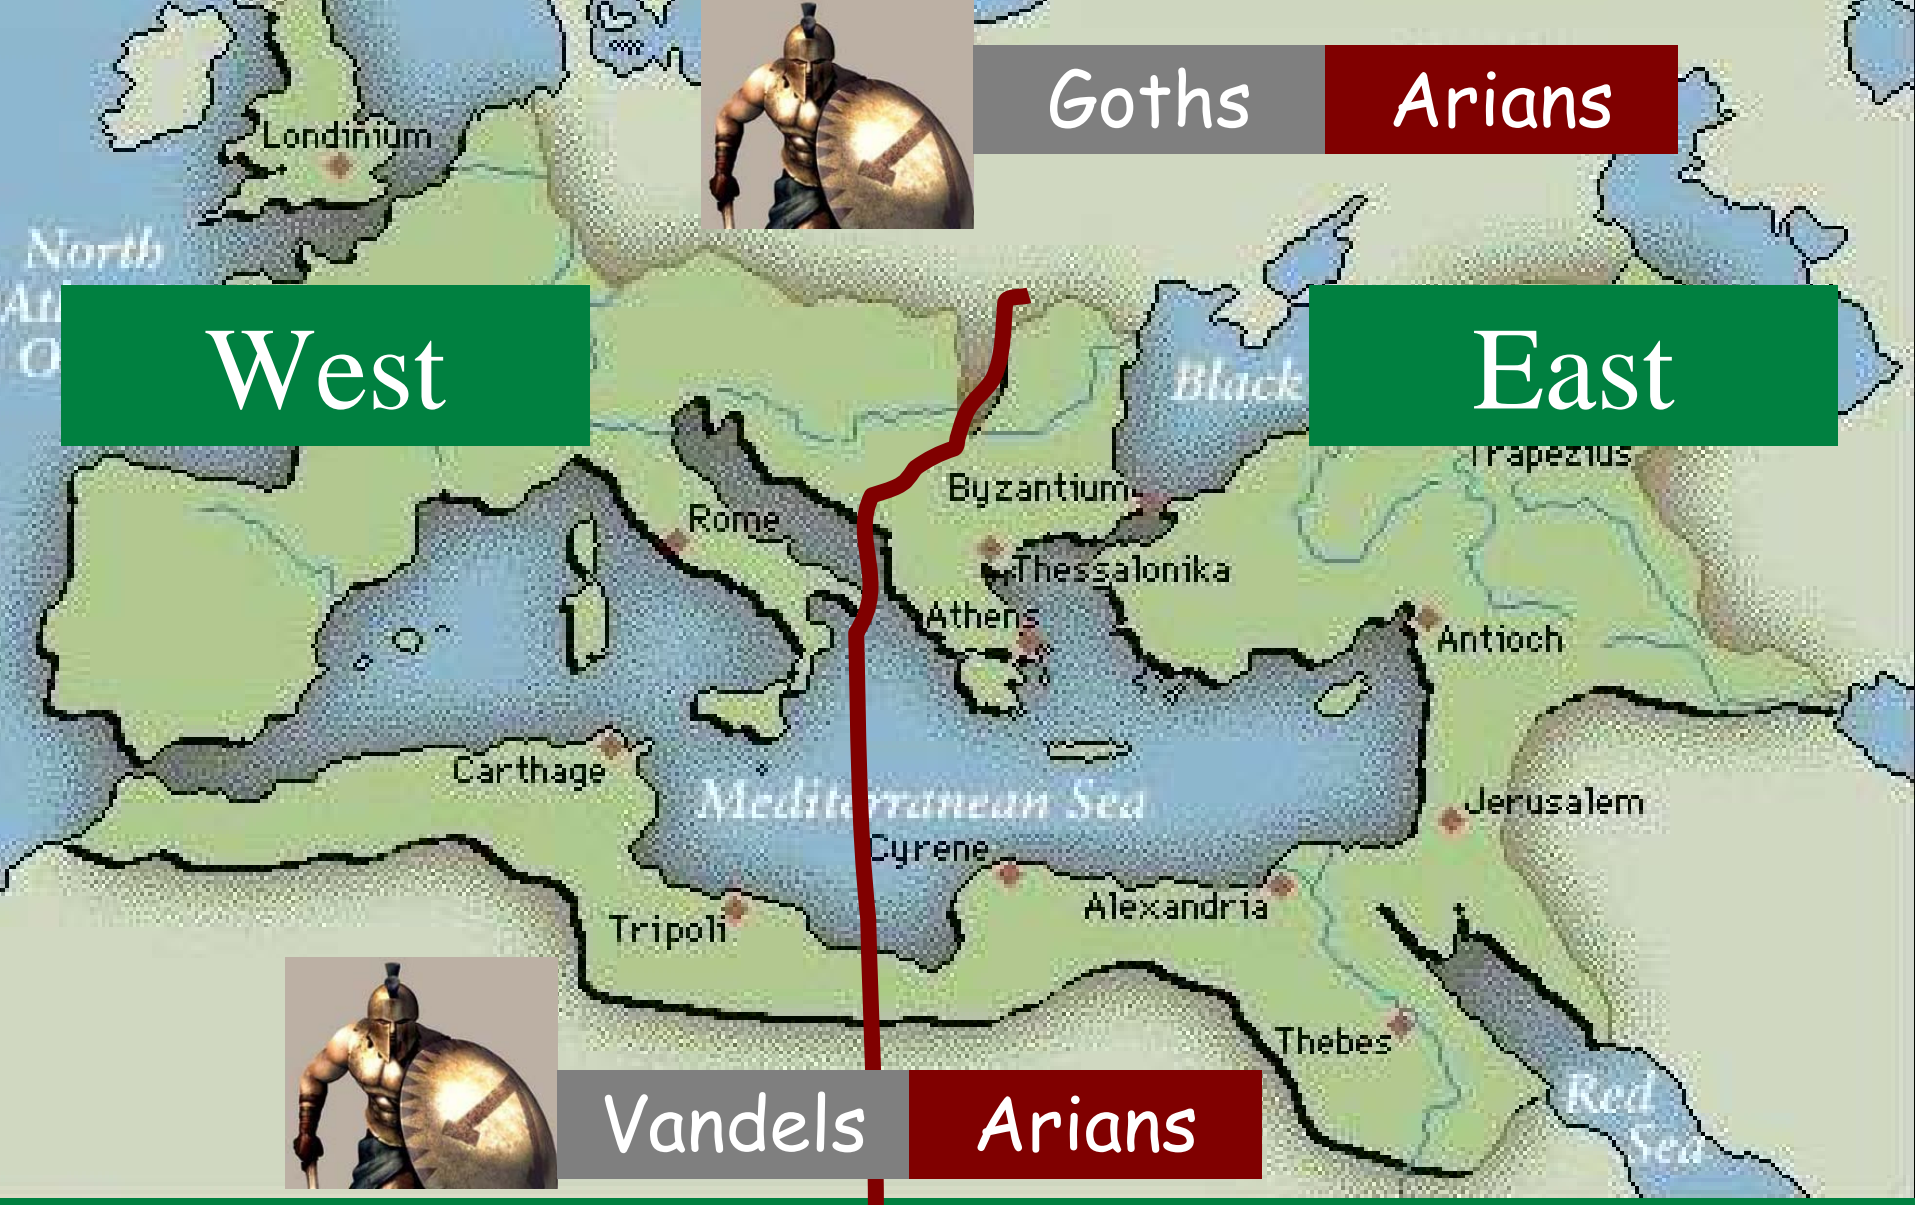 Goths Arians
Londinium
North
Atl
O
West
East
Black
Trapezius
Byzantium
Rome
Thessalonika
Athens
Antioch
Carthage
Mediterranean Sea
Jerusalem
Cyrene
Alexandria
Tripoli
Thebes
Vandels Arians
Red
Sea